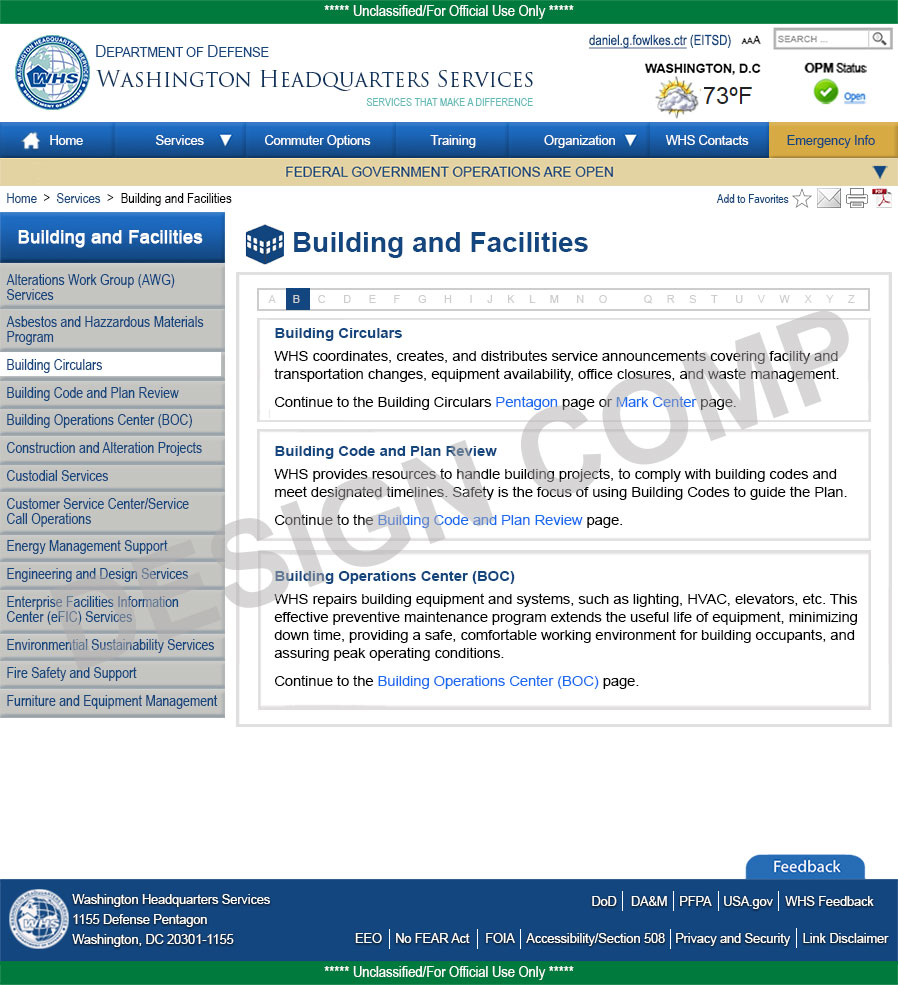 ***** Unclassified/For Official Use Only *****
daniel.g.fowlkes.ctr (EITSD) AAA SEARCH ...
DEPARTMENT OF DEFENSE
WASHINGTON HEADQUARTERS SERVICES
SERVICES THAT MAKE A DIFFERENCE
WHS
WASHINGTON, D.C
73ºF
OPM Status
Open
Home Services Commuter Options Training Organization WHS Contacts Emergency Info
FEDERAL GOVERNMENT OPERATIONS ARE OPEN
Home > Services > Building and Facilities
Add to Favorites
PDF
Building and Facilities
Alterations Work Group (AWG)
Services
Asbestos and Hazzardous Materials
Program
Building Circulars
Building Code and Plan Review
Building Operations Center (BOC)
Construction and Alteration Projects
Custodial Services
Customer Service Center/Service
Call Operations
Energy Management Support
Engineering and Design Services
Enterprise Facilities Information
Center (eFIC) Services
Environmential Sustainability Services
Fire Safety and Support
Furniture and Equipment Management
Building and Facilities
A B C D E F G H I J K L M N O Q R S T U V W X Y Z
Building Circulars
WHS coordinates, creates, and distributes service announcements covering facility and
transportation changes, equipment availability, office closures, and waste management.
Continue to the Building Circulars Pentagon page or Mark Center page.
Building Code and Plan Review
WHS provides resources to handle building projects, to comply with building codes and
meet designated timelines. Safety is the focus of using Building Codes to guide the Plan.
Continue to the Building Code and Plan Review page.
Building Operations Center (BOC)
WHS repairs building equipment and systems, such as lighting, HVAC, elevators, etc. This
effective preventive maintenance program extends the useful life of equipment, minimizing
down time, providing a safe, comfortable working environment for building occupants, and
assuring peak operating conditions.
Continue to the Building Operations Center (BOC) page.
DESIGN COMP
Feedback
WHS
Washington Headquarters Services
1155 Defense Pentagon
Washington, DC 20301-1155
DoD | DA&M | PFPA | USA.gov | WHS Feedback
EEO | No FEAR Act | FOIA | Accessibility/Section 508 | Privacy and Security | Link Disclaimer
***** Unclassified/For Official Use Only *****